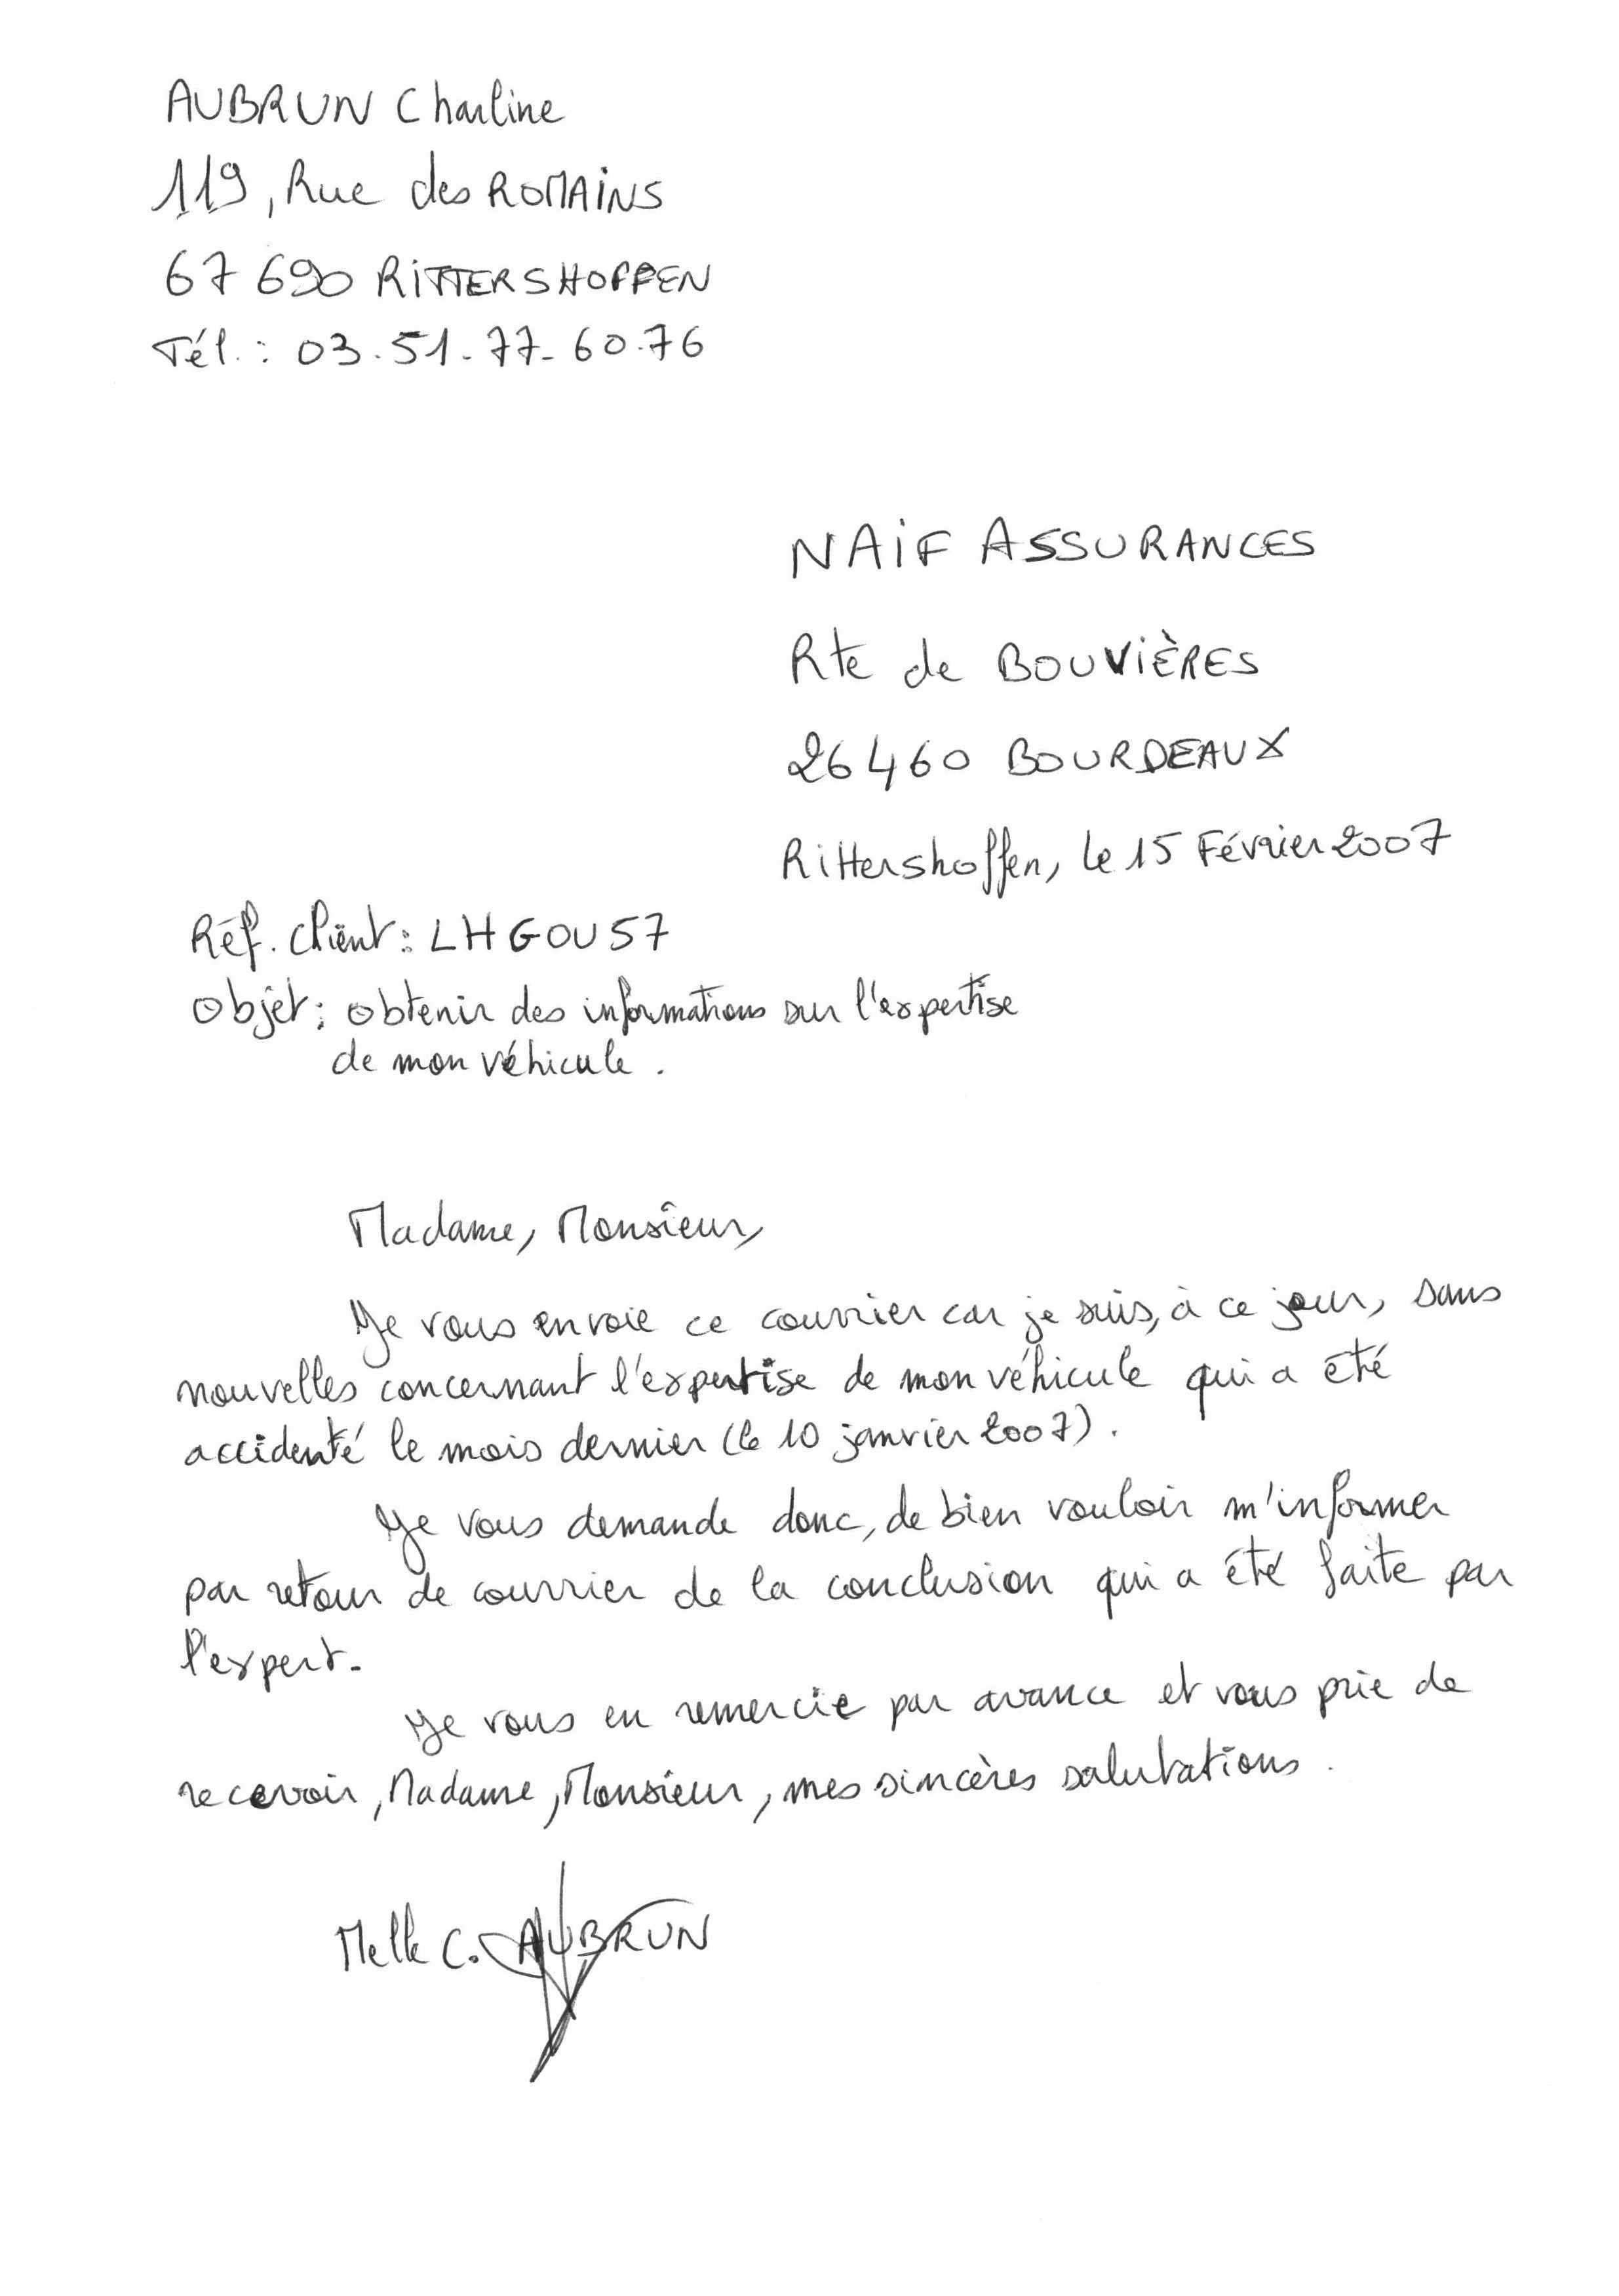 AUBRUN Charline
119, Rue des ROMAINS
67 690 RITTERSHOFFEN
Tél. : 03.51.77.60.76
NAIF ASSURANCES
Rte de BOUVIÈRES
26460 BOURDEAUX
Rittershoffen, le 15 Février 2007
Réf. client : LHGOU57
Objet : obtenir des informations sur l'expertise
de mon véhicule.
Madame, Monsieur,
Je vous envoie ce courrier car je suis, à ce jour, sans
nouvelles concernant l'expertise de mon véhicule qui a été
accidenté le mois dernier (le 10 janvier 2007).
Je vous demande donc, de bien vouloir m'informer
par retour de courrier de la conclusion qui a été faite par
l'expert.
Je vous en remercie par avance et vous prie de
recevoir, Madame, Monsieur, mes sincères salutations.
Melle C. AUBRUN